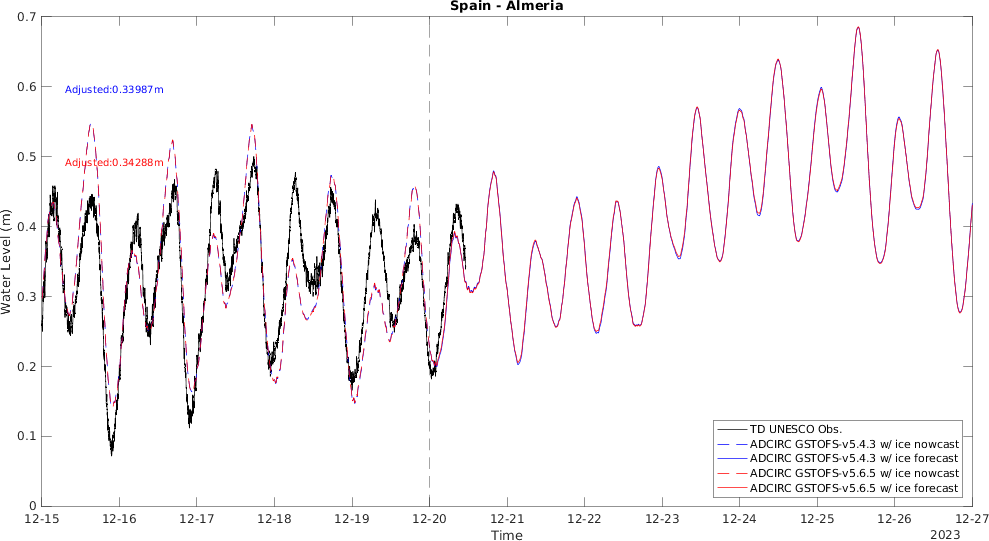 Spain - Almeria
0.7
0.6
0.5
0.4
0.3
0.2
0.1
0
Water Level (m)
Adjusted:0.33987m
Adjusted:0.34288m
TD UNESCO Obs.
ADCIRC GSTOFS-v5.4.3 w/ ice nowcast
ADCIRC GSTOFS-v5.4.3 w/ ice forecast
ADCIRC GSTOFS-v5.6.5 w/ ice nowcast
ADCIRC GSTOFS-v5.6.5 w/ ice forecast
12-15 12-16 12-17 12-18 12-19 12-20 12-21 12-22 12-23 12-24 12-25 12-26 12-27
Time
2023